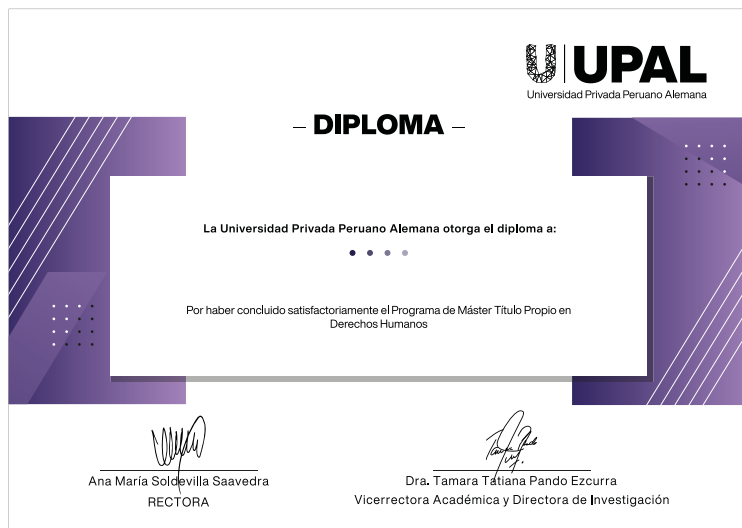 UPAL
Universidad Privada Peruano Alemana
– DIPLOMA –
La Universidad Privada Peruano Alemana otorga el diploma a:
Por haber concluido satisfactoriamente el Programa de Máster Título Propio en
Derechos Humanos
Ana María Soldevilla Saavedra
RECTORA
Dra. Tamara Tatiana Pando Ezcurra
Vicerrectora Académica y Directora de Investigación